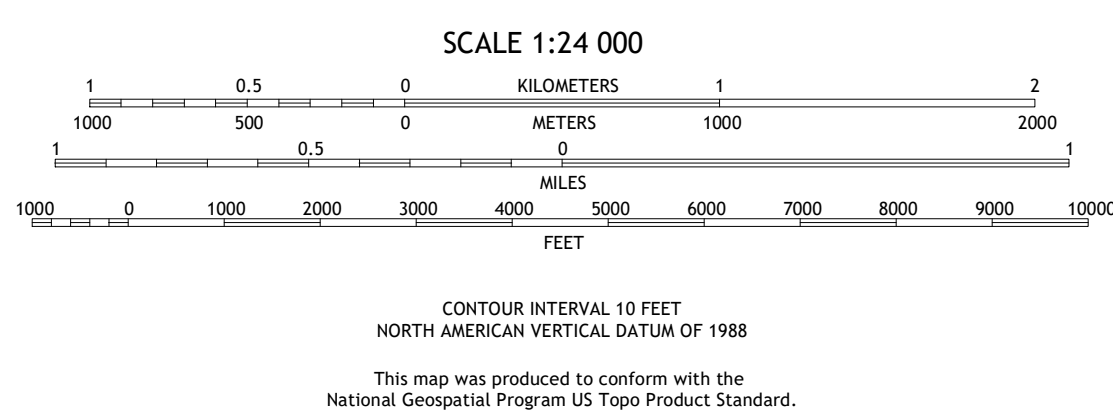 SCALE 1:24 000
1 0.5 0 KILOMETERS 1 2
1000 500 0 METERS 1000 2000
1 0.5 0 1
MILES
1000 0 1000 2000 3000 4000 5000 6000 7000 8000 9000 10000
FEET
CONTOUR INTERVAL 10 FEET
NORTH AMERICAN VERTICAL DATUM OF 1988
This map was produced to conform with the
National Geospatial Program US Topo Product Standard.